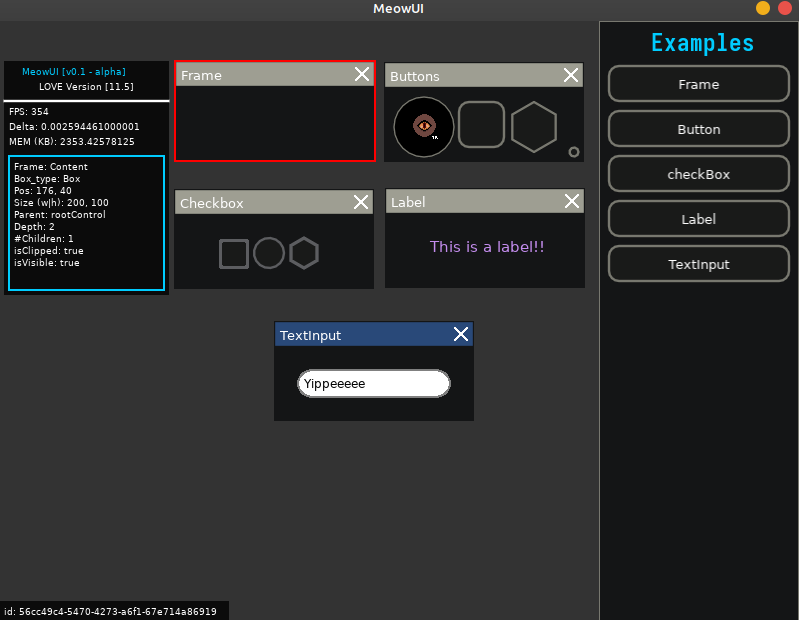 MeowUI
MeowUI [v0.1 - alpha]
LOVE Version [11.5]
FPS: 354
Delta: 0.002594461000001
MEM (KB): 2353.42578125
Frame: Content
Box_type: Box
Pos: 176, 40
Size (w|h): 200, 100
Parent: rootControl
Depth: 2
#Children: 1
isClipped: true
isVisible: true
Frame
Buttons
Checkbox
Label
This is a label!!
TextInput
Yippeeeee
Examples
Frame
Button
checkBox
Label
TextInput
id: 56cc49c4-5470-4273-a6f1-67e714a86919